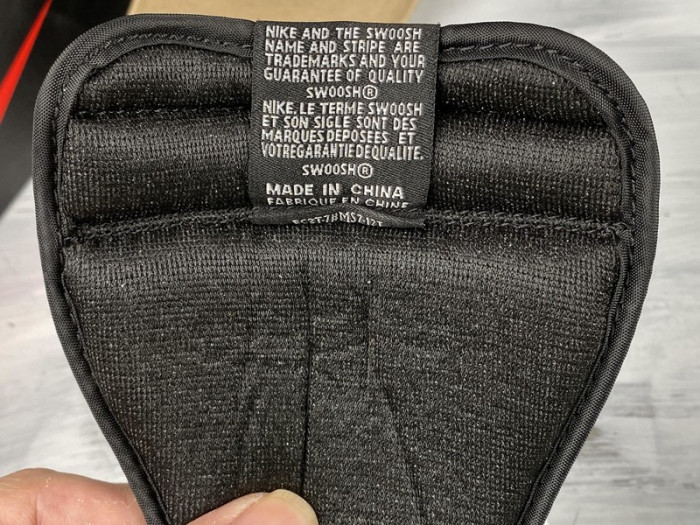 NIKE AND THE SWOOSH
NAME AND STRIPE ARE
TRADEMARKS AND YOUR
GUARANTEE OF QUALITY
SWOOSH®
NIKE, LE TERME SWOOSH
ET SON SIGLE SONT DES
MARQUES DEPOSEES ET
VOTREGARANTIEDEQUALITE.
SWOOSH®
MADE IN CHINA
FABRIQUE EN CHINE